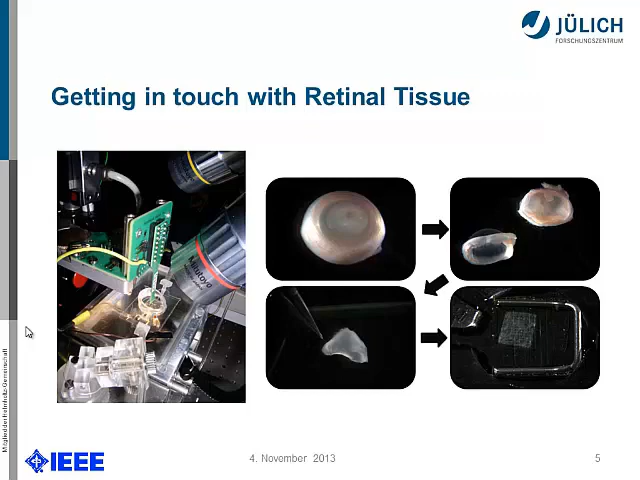 JÜLICH
FORSCHUNGSZENTRUM
Getting in touch with Retinal Tissue
Mitutoyo
Mitglied der Helmholtz-Gemeinschaft
IEEE
4. November 2013
5